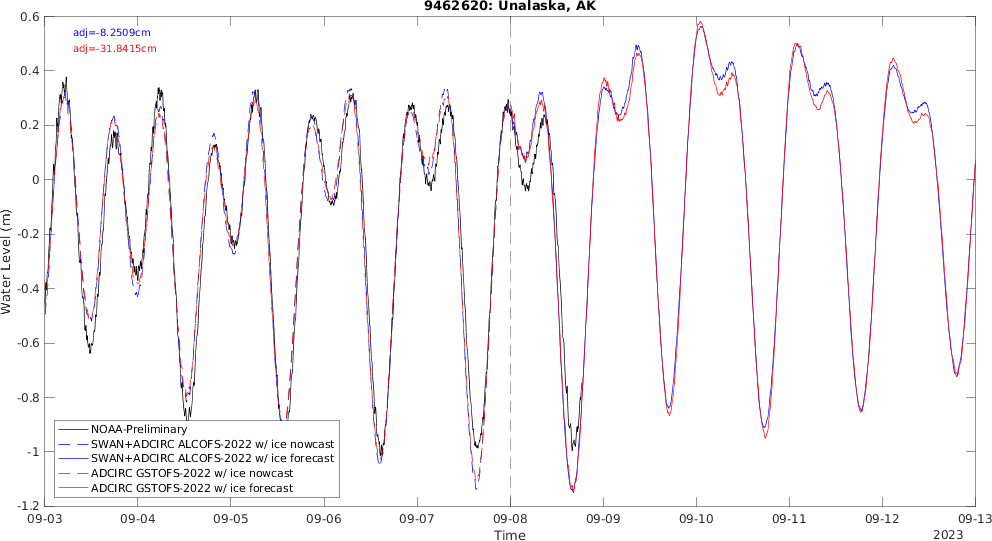 9462620: Unalaska, AK
adj=-8.2509cm
adj=-31.8415cm
0.6
0.4
0.2
0
-0.2
-0.4
-0.6
-0.8
-1
-1.2
Water Level (m)
NOAA-Preliminary
SWAN+ADCIRC ALCOFS-2022 w/ ice nowcast
SWAN+ADCIRC ALCOFS-2022 w/ ice forecast
ADCIRC GSTOFS-2022 w/ ice nowcast
ADCIRC GSTOFS-2022 w/ ice forecast
09-03 09-04 09-05 09-06 09-07 09-08 09-09 09-10 09-11 09-12 09-13
Time
2023